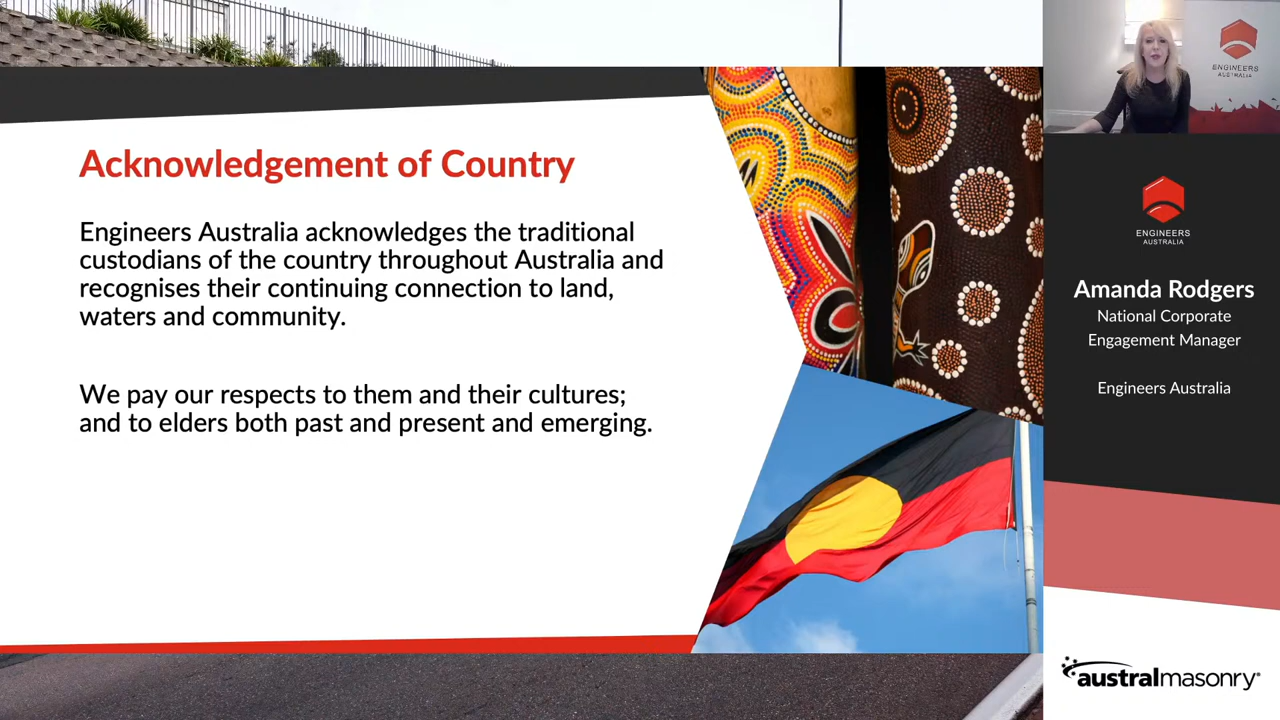 Acknowledgement of Country
Engineers Australia acknowledges the traditional
custodians of the country throughout Australia and
recognises their continuing connection to land,
waters and community.
We pay our respects to them and their cultures;
and to elders both past and present and emerging.
ENGINEERS
AUSTRALIA
ENGINEERS
AUSTRALIA
Amanda Rodgers
National Corporate
Engagement Manager
Engineers Australia
australmasonry®